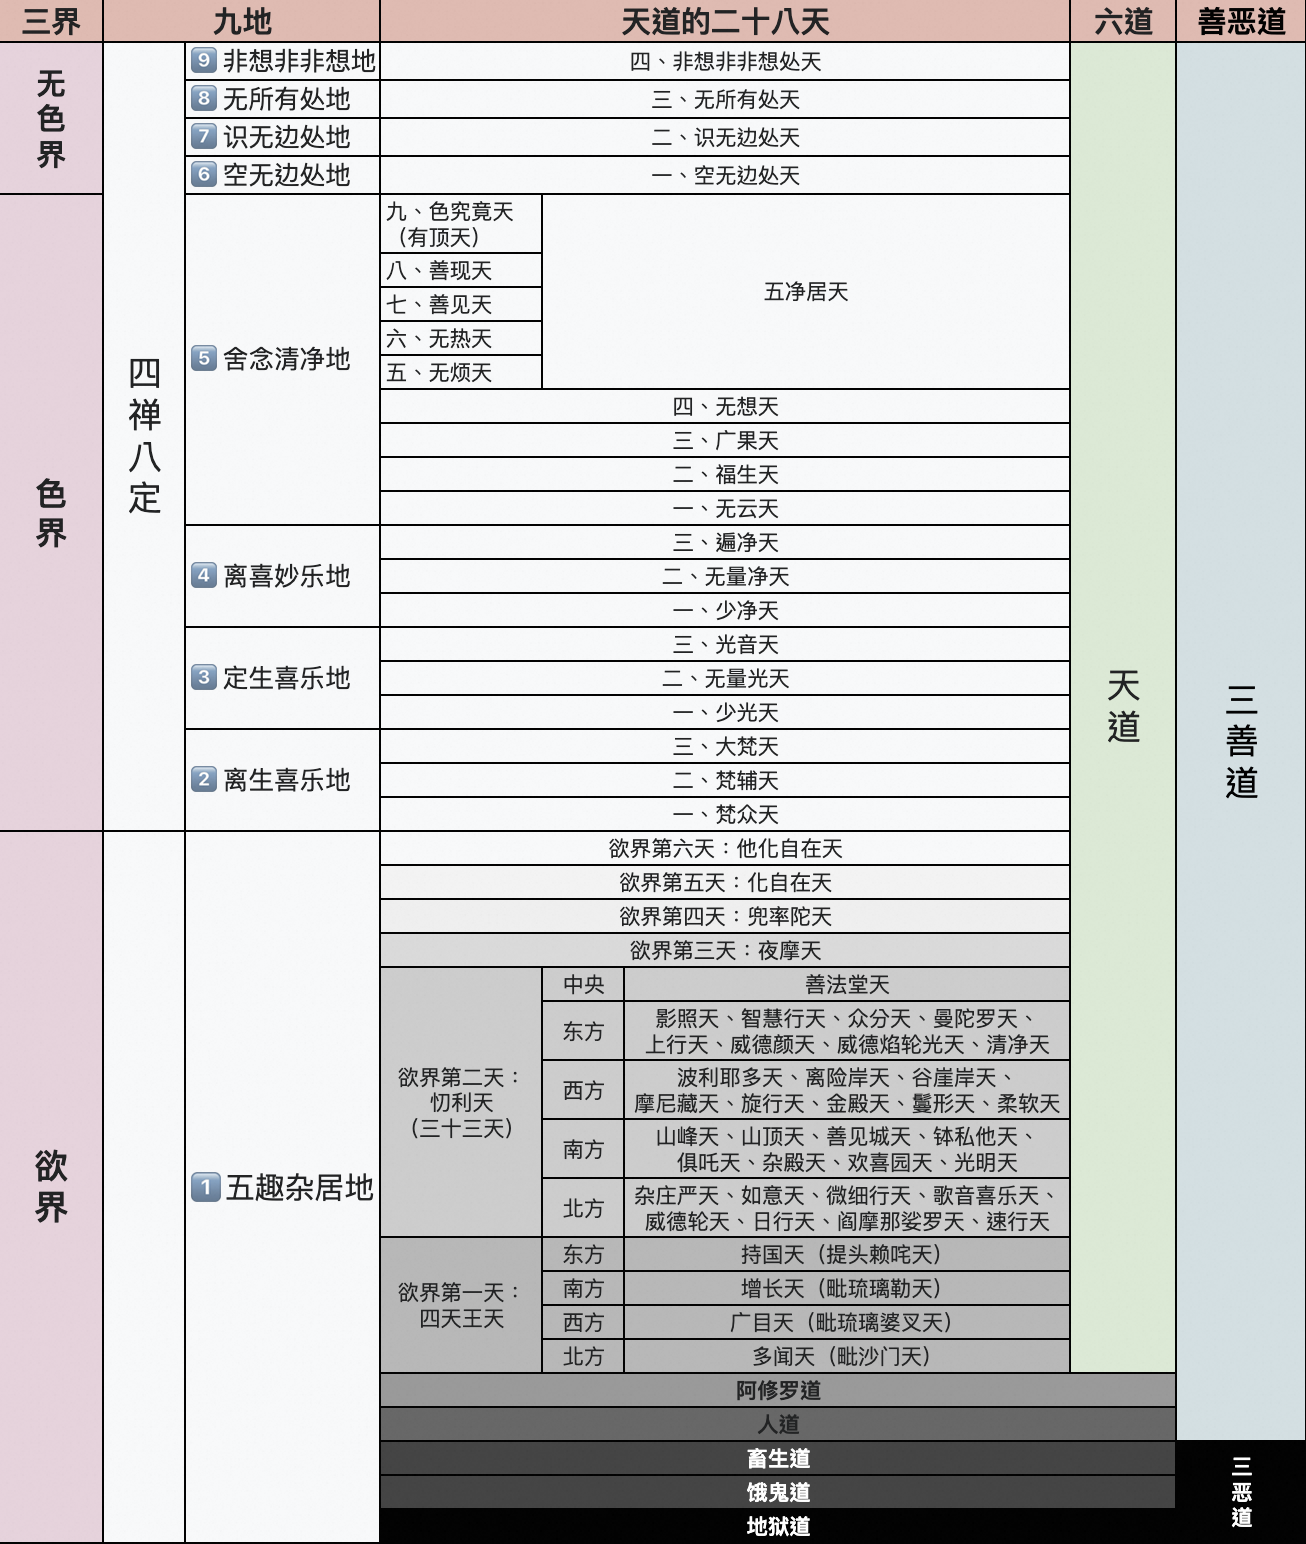 三界 九地 天道的二十八天 六道 善恶道
无色界
四禅八定
9 非想非非想地 四、非想非非想处天
8 无所有处地 三、无所有处天
7 识无边处地 二、识无边处天
6 空无边处地 一、空无边处天
色界
5 舍念清净地
九、色究竟天
（有顶天）
八、善现天
七、善见天
六、无热天
五、无烦天
五净居天
四、无想天
三、广果天
二、福生天
一、无云天
4 离喜妙乐地
三、遍净天
二、无量净天
一、少净天
3 定生喜乐地
三、光音天
二、无量光天
一、少光天
2 离生喜乐地
三、大梵天
二、梵辅天
一、梵众天
天道
三善道
欲界
1 五趣杂居地
欲界第六天：他化自在天
欲界第五天：化自在天
欲界第四天：兜率陀天
欲界第三天：夜摩天
欲界第二天：
忉利天
（三十三天）
中央 善法堂天
东方
影照天、智慧行天、众分天、曼陀罗天、
上行天、威德颜天、威德焰轮光天、清净天
西方
波利耶多天、离险岸天、谷崖岸天、
摩尼藏天、旋行天、金殿天、鬘形天、柔软天
南方
山峰天、山顶天、善见城天、钵私他天、
俱吒天、杂殿天、欢喜园天、光明天
北方
杂庄严天、如意天、微细行天、歌音喜乐天、
威德轮天、日行天、阎摩那娑罗天、速行天
欲界第一天：
四天王天
东方 持国天（提头赖咤天）
南方 增长天（毗琉璃勒天）
西方 广目天（毗琉璃婆叉天）
北方 多闻天（毗沙门天）
阿修罗道
人道
畜生道
饿鬼道
地狱道
三恶道